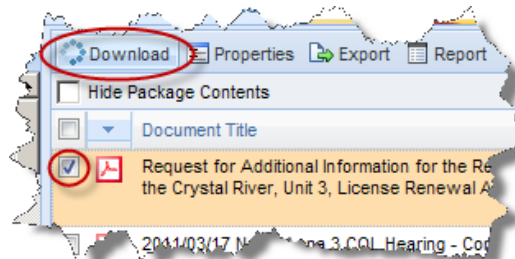 Download Properties Export Report
Hide Package Contents
Document Title
Request for Additional Information for the Re
the Crystal River, Unit 3, License Renewal A
2011/03/17 3 COL Hearing -